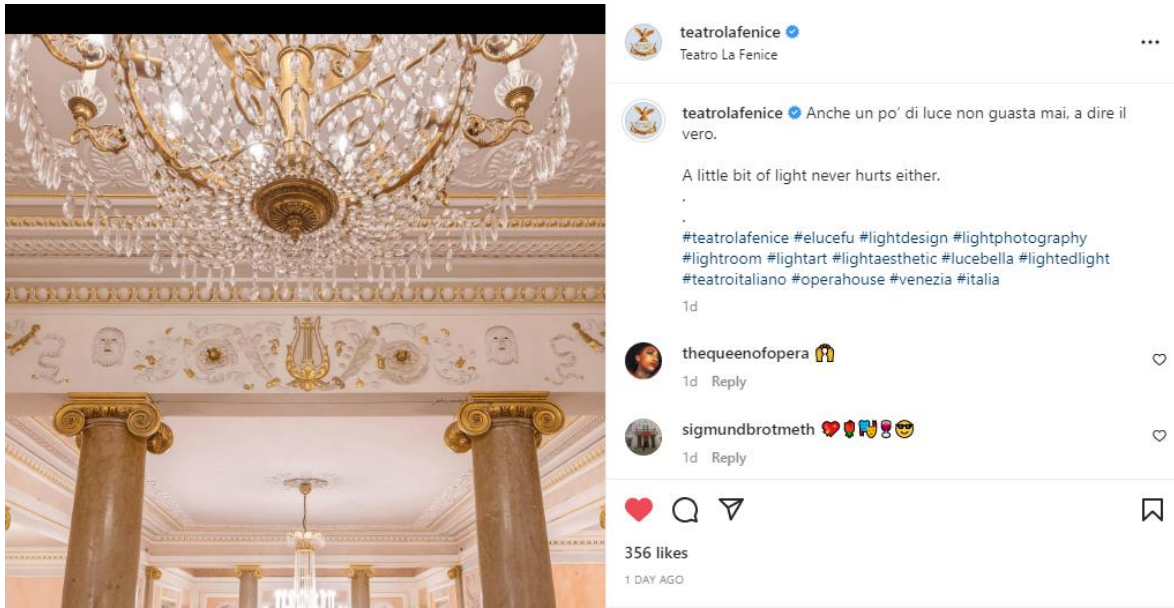 teatrolafenice
Teatro La Fenice
teatrolafenice Anche un po' di luce non guasta mai, a dire il
vero.
A little bit of light never hurts either.
.
.
#teatrolafenice #elucefu #lightdesign #lightphotography
#lightroom #lightart #lightaesthetic #lucebella #lightedlight
#teatroitaliano #operahouse #venezia #italia
1d
thequeenofopera 🙌
1d Reply
sigmundbrotmeth 💖🌹🎭🍷😎
1d Reply
356 likes
1 DAY AGO